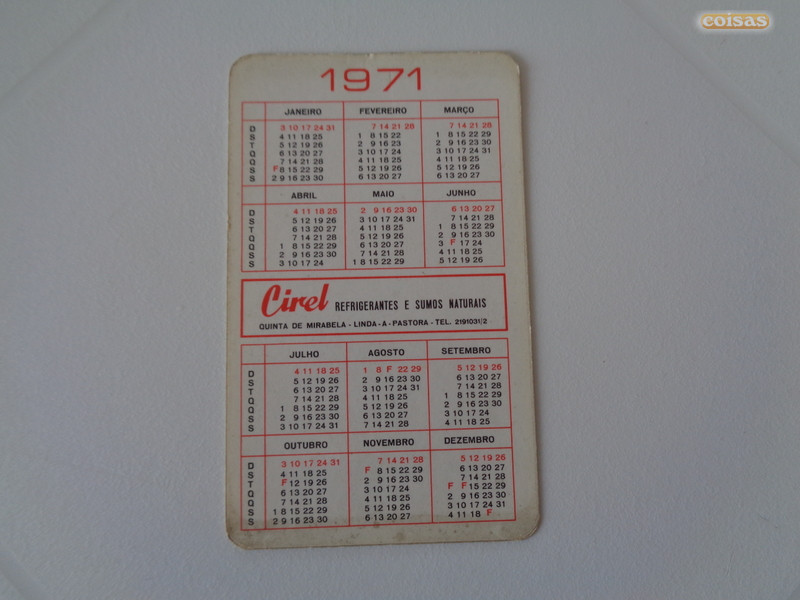 coisas
1971
JANEIRO FEVEREIRO MARÇO
D 3 10 17 24 31 7 14 21 28 7 14 21 28
S 4 11 18 25 1 8 15 22 1 8 15 22 29
T 5 12 19 26 2 9 16 23 2 9 16 23 30
Q 6 13 20 27 3 10 17 24 3 10 17 24 31
Q 7 14 21 28 4 11 18 25 4 11 18 25
S F 8 15 22 29 5 12 19 26 5 12 19 26
S 2 9 16 23 30 6 13 20 27 6 13 20 27
ABRIL MAIO JUNHO
D 4 11 18 25 2 9 16 23 30 6 13 20 27
S 5 12 19 26 3 10 17 24 31 7 14 21 28
T 6 13 20 27 4 11 18 25 1 8 15 22 29
Q 7 14 21 28 5 12 19 26 2 9 16 23 30
Q 1 8 15 22 29 6 13 20 27 3 F 17 24
S 2 9 16 23 30 7 14 21 28 4 11 18 25
S 3 10 17 24 1 8 15 22 29 5 12 19 26
Cirel REFRIGERANTES E SUMOS NATURAIS
QUINTA DE MIRABELA - LINDA-A-PASTORA - TEL. 2191031/2
JULHO AGOSTO SETEMBRO
D 4 11 18 25 1 8 F 22 29 5 12 19 26
S 5 12 19 26 2 9 16 23 30 6 13 20 27
T 6 13 20 27 3 10 17 24 31 7 14 21 28
Q 7 14 21 28 4 11 18 25 1 8 15 22 29
Q 1 8 15 22 29 5 12 19 26 2 9 16 23 30
S 2 9 16 23 30 6 13 20 27 3 10 17 24
S 3 10 17 24 31 7 14 21 28 4 11 18 25
OUTUBRO NOVEMBRO DEZEMBRO
D 3 10 17 24 31 7 14 21 28 5 12 19 26
S 4 11 18 25 F 8 15 22 29 6 13 20 27
T F 12 19 26 2 9 16 23 30 7 14 21 28
Q 6 13 20 27 3 10 17 24 F F 15 22 29
Q 7 14 21 28 4 11 18 25 2 9 16 23 30
S 1 8 15 22 29 5 12 19 26 3 10 17 24 31
S 2 9 16 23 30 6 13 20 27 4 11 18 F